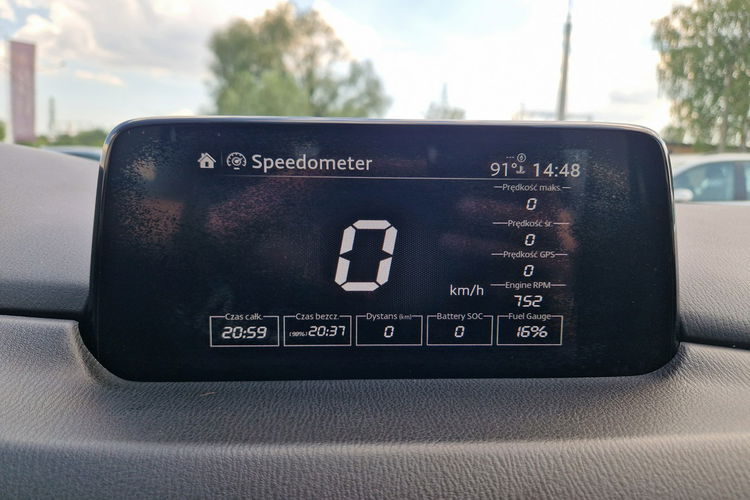 Speedometer
91° 14:48
Prędkość maks.
0
Prędkość śr.
0
Prędkość GPS
0
Engine RPM
752
0
km/h
Czas całk.
20:59
Czas bezcz.
(98%) 20:37
Dystans (km)
0
Battery SOC
0
Fuel Gauge
16%